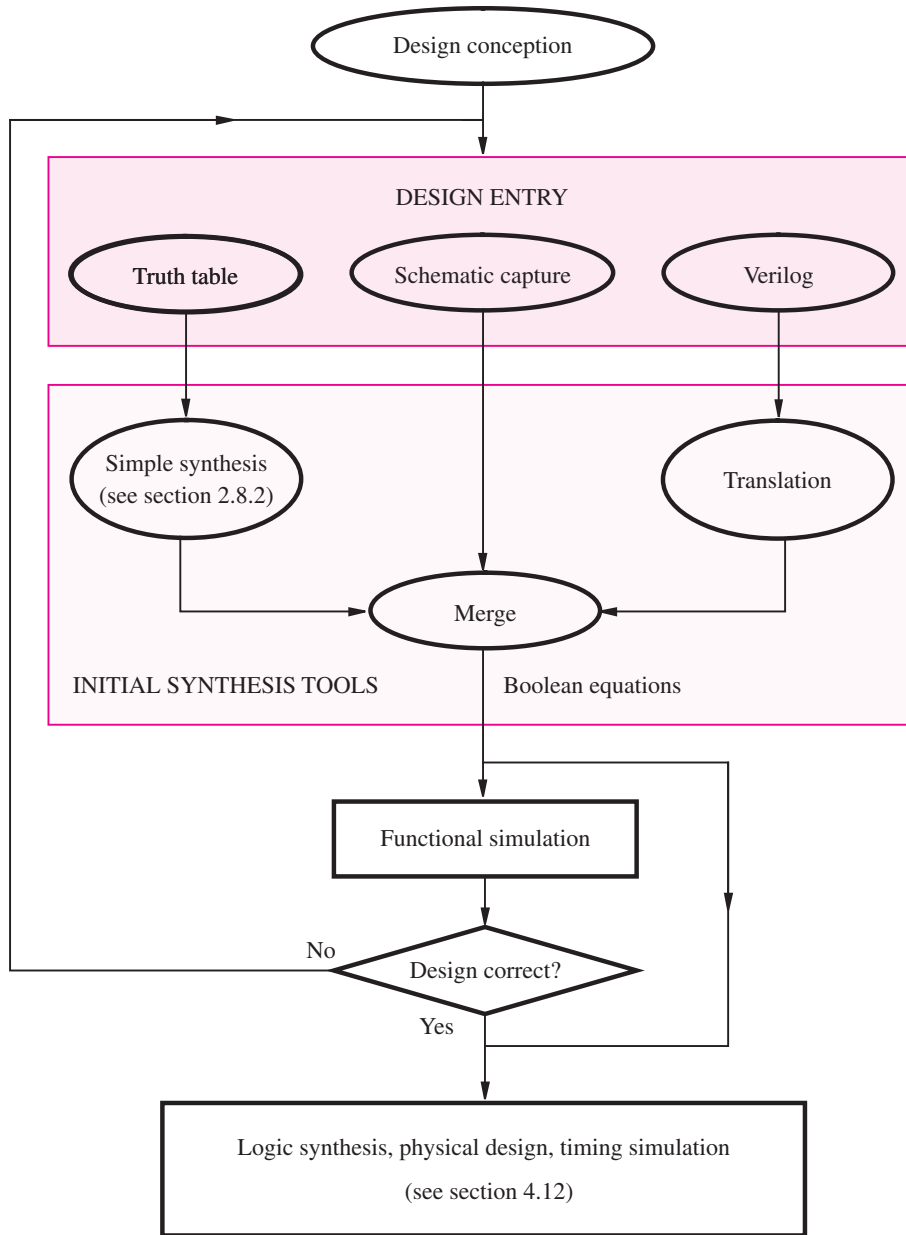 Design conception
DESIGN ENTRY
Truth table
Schematic capture
Verilog
Simple synthesis
(see section 2.8.2)
Translation
Merge
INITIAL SYNTHESIS TOOLS
Boolean equations
Functional simulation
No
Design correct?
Yes
Logic synthesis, physical design, timing simulation
(see section 4.12)